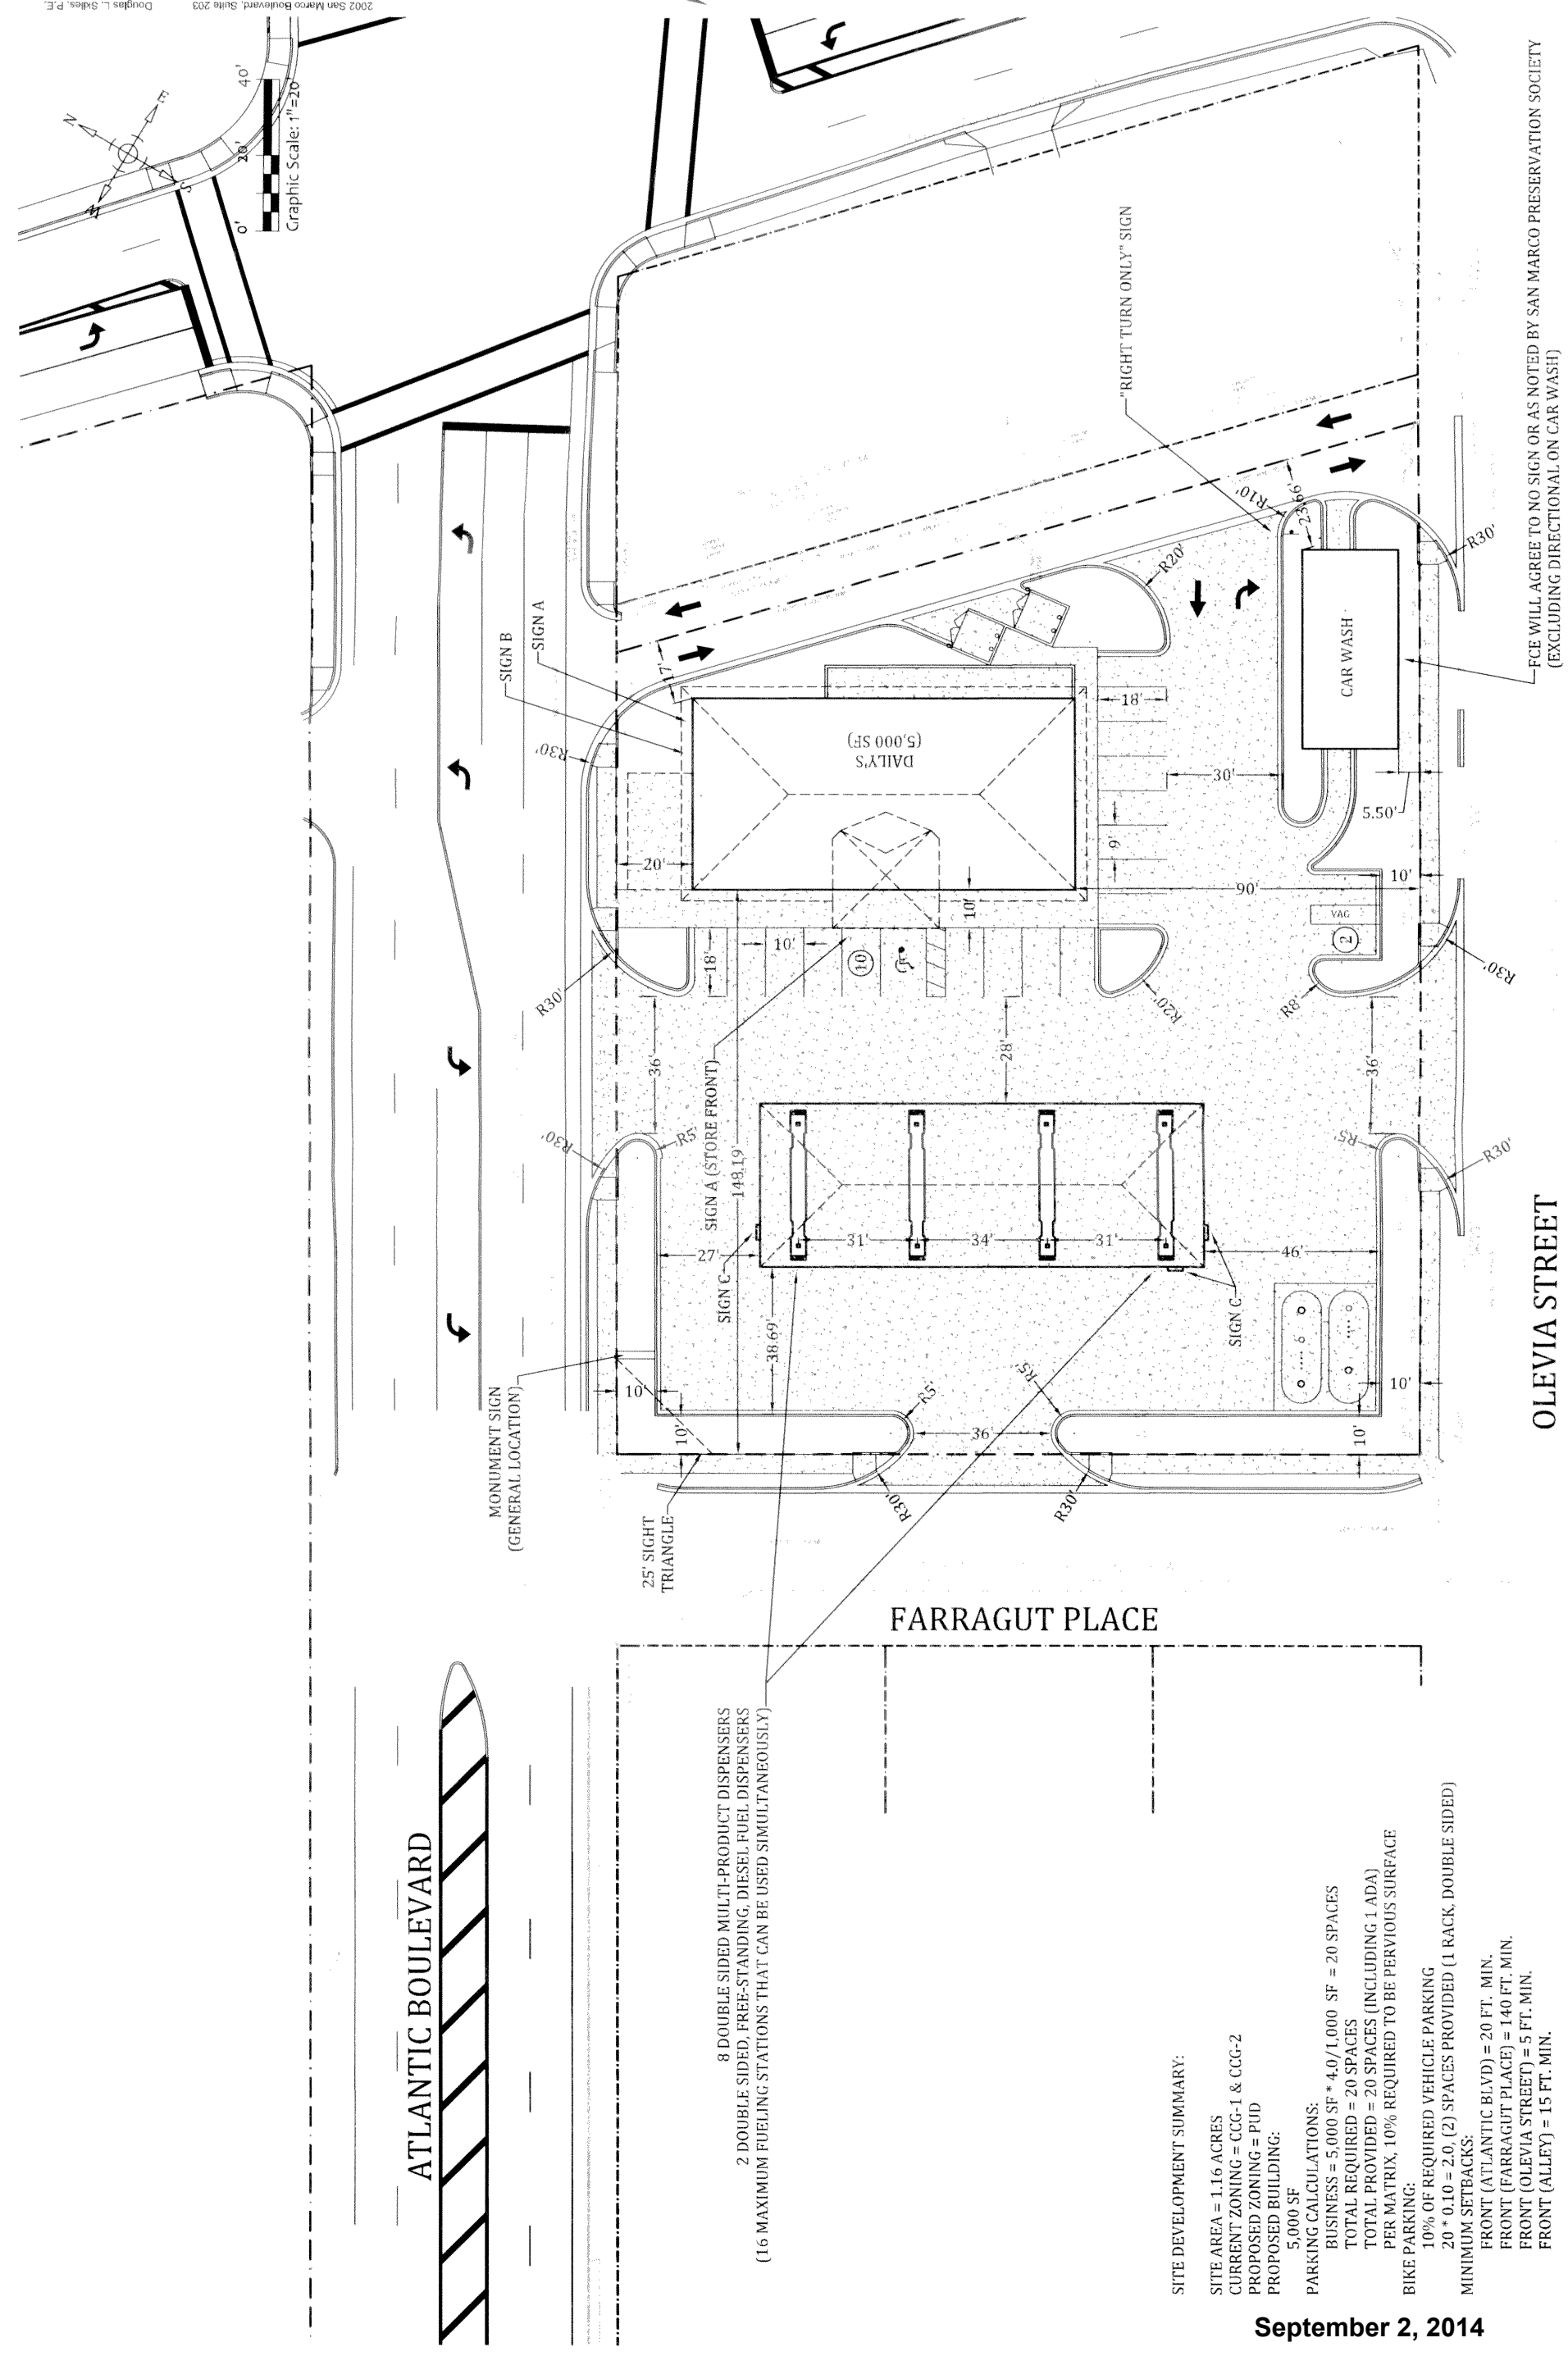 Douglas L. Skiles, P.E.
2002 San Marco Boulevard, Suite 203
N
E
S
W
0'
20'
40'
Graphic Scale: 1"=20'
SIGN B
SIGN A
"RIGHT TURN ONLY" SIGN
FCE WILL AGREE TO NO SIGN OR AS NOTED BY SAN MARCO PRESERVATION SOCIETY
(EXCLUDING DIRECTIONAL ON CAR WASH)
R10'
23.66'
R30'
R20'
17'
R30'
18'
DAILY'S
(5,000 SF)
CAR WASH
30'
5.50'
20'
9'
10'
90'
10'
VAC
2
18'
10'
10
R30'
R20'
R8'
R30'
36'
28'
36'
R30'
R5'
R5'
R30'
SIGN A (STORE FRONT)
148.19'
27'
31'
34'
31'
46'
SIGN C
SIGN C
38.69'
MONUMENT SIGN
(GENERAL LOCATION)
10'
10'
R5'
R5'
36'
10'
10'
R30'
R30'
25' SIGHT
TRIANGLE
OLEVIA STREET
FARRAGUT PLACE
ATLANTIC BOULEVARD
8 DOUBLE SIDED MULTI-PRODUCT DISPENSERS
2 DOUBLE SIDED, FREE-STANDING, DIESEL FUEL DISPENSERS
(16 MAXIMUM FUELING STATIONS THAT CAN BE USED SIMULTANEOUSLY)
SITE DEVELOPMENT SUMMARY:
SITE AREA = 1.16 ACRES
CURRENT ZONING = CCG-1 & CCG-2
PROPOSED ZONING = PUD
PROPOSED BUILDING:
5,000 SF
PARKING CALCULATIONS:
BUSINESS = 5,000 SF * 4.0/1,000 SF = 20 SPACES
TOTAL REQUIRED = 20 SPACES
TOTAL PROVIDED = 20 SPACES (INCLUDING 1 ADA)
PER MATRIX, 10% REQUIRED TO BE PERVIOUS SURFACE
BIKE PARKING:
10% OF REQUIRED VEHICLE PARKING
20 * 0.10 = 2.0, (2) SPACES PROVIDED (1 RACK, DOUBLE SIDED)
MINIMUM SETBACKS:
FRONT (ATLANTIC BLVD) = 20 FT. MIN.
FRONT (FARRAGUT PLACE) = 140 FT. MIN.
FRONT (OLEVIA STREET) = 5 FT. MIN.
FRONT (ALLEY) = 15 FT. MIN.
September 2, 2014